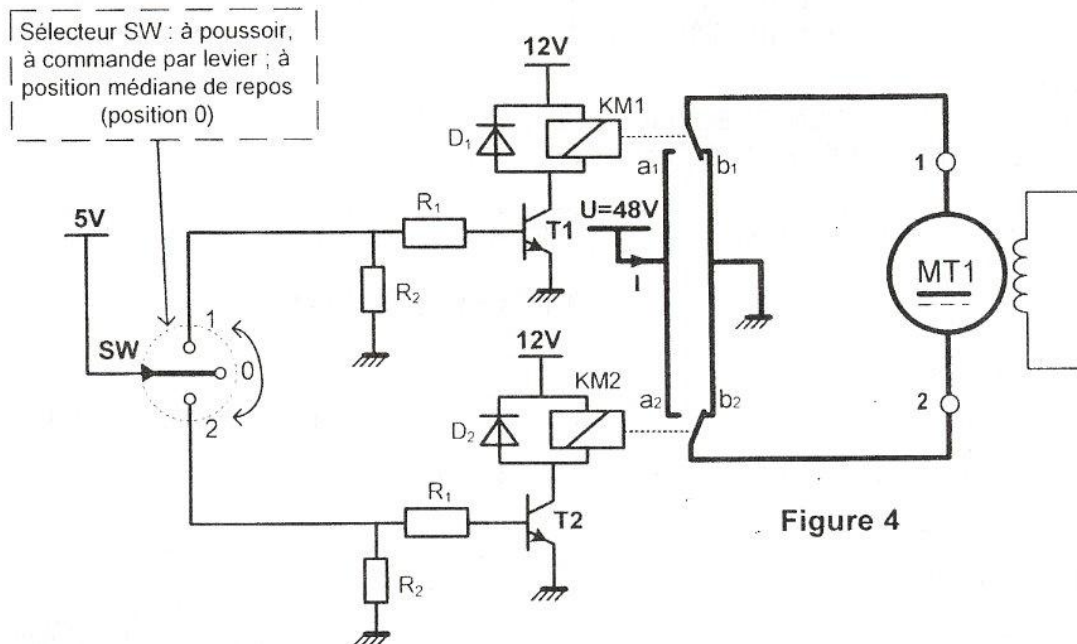 Sélecteur SW : à poussoir,
à commande par levier ; à
position médiane de repos
(position 0)
12V
KM1
D1
a1
b1
1
5V
R1
T1
U=48V
R2
I
MT1
SW
1
0
2
12V
KM2
a2
b2
2
D2
R1
T2
Figure 4
R2